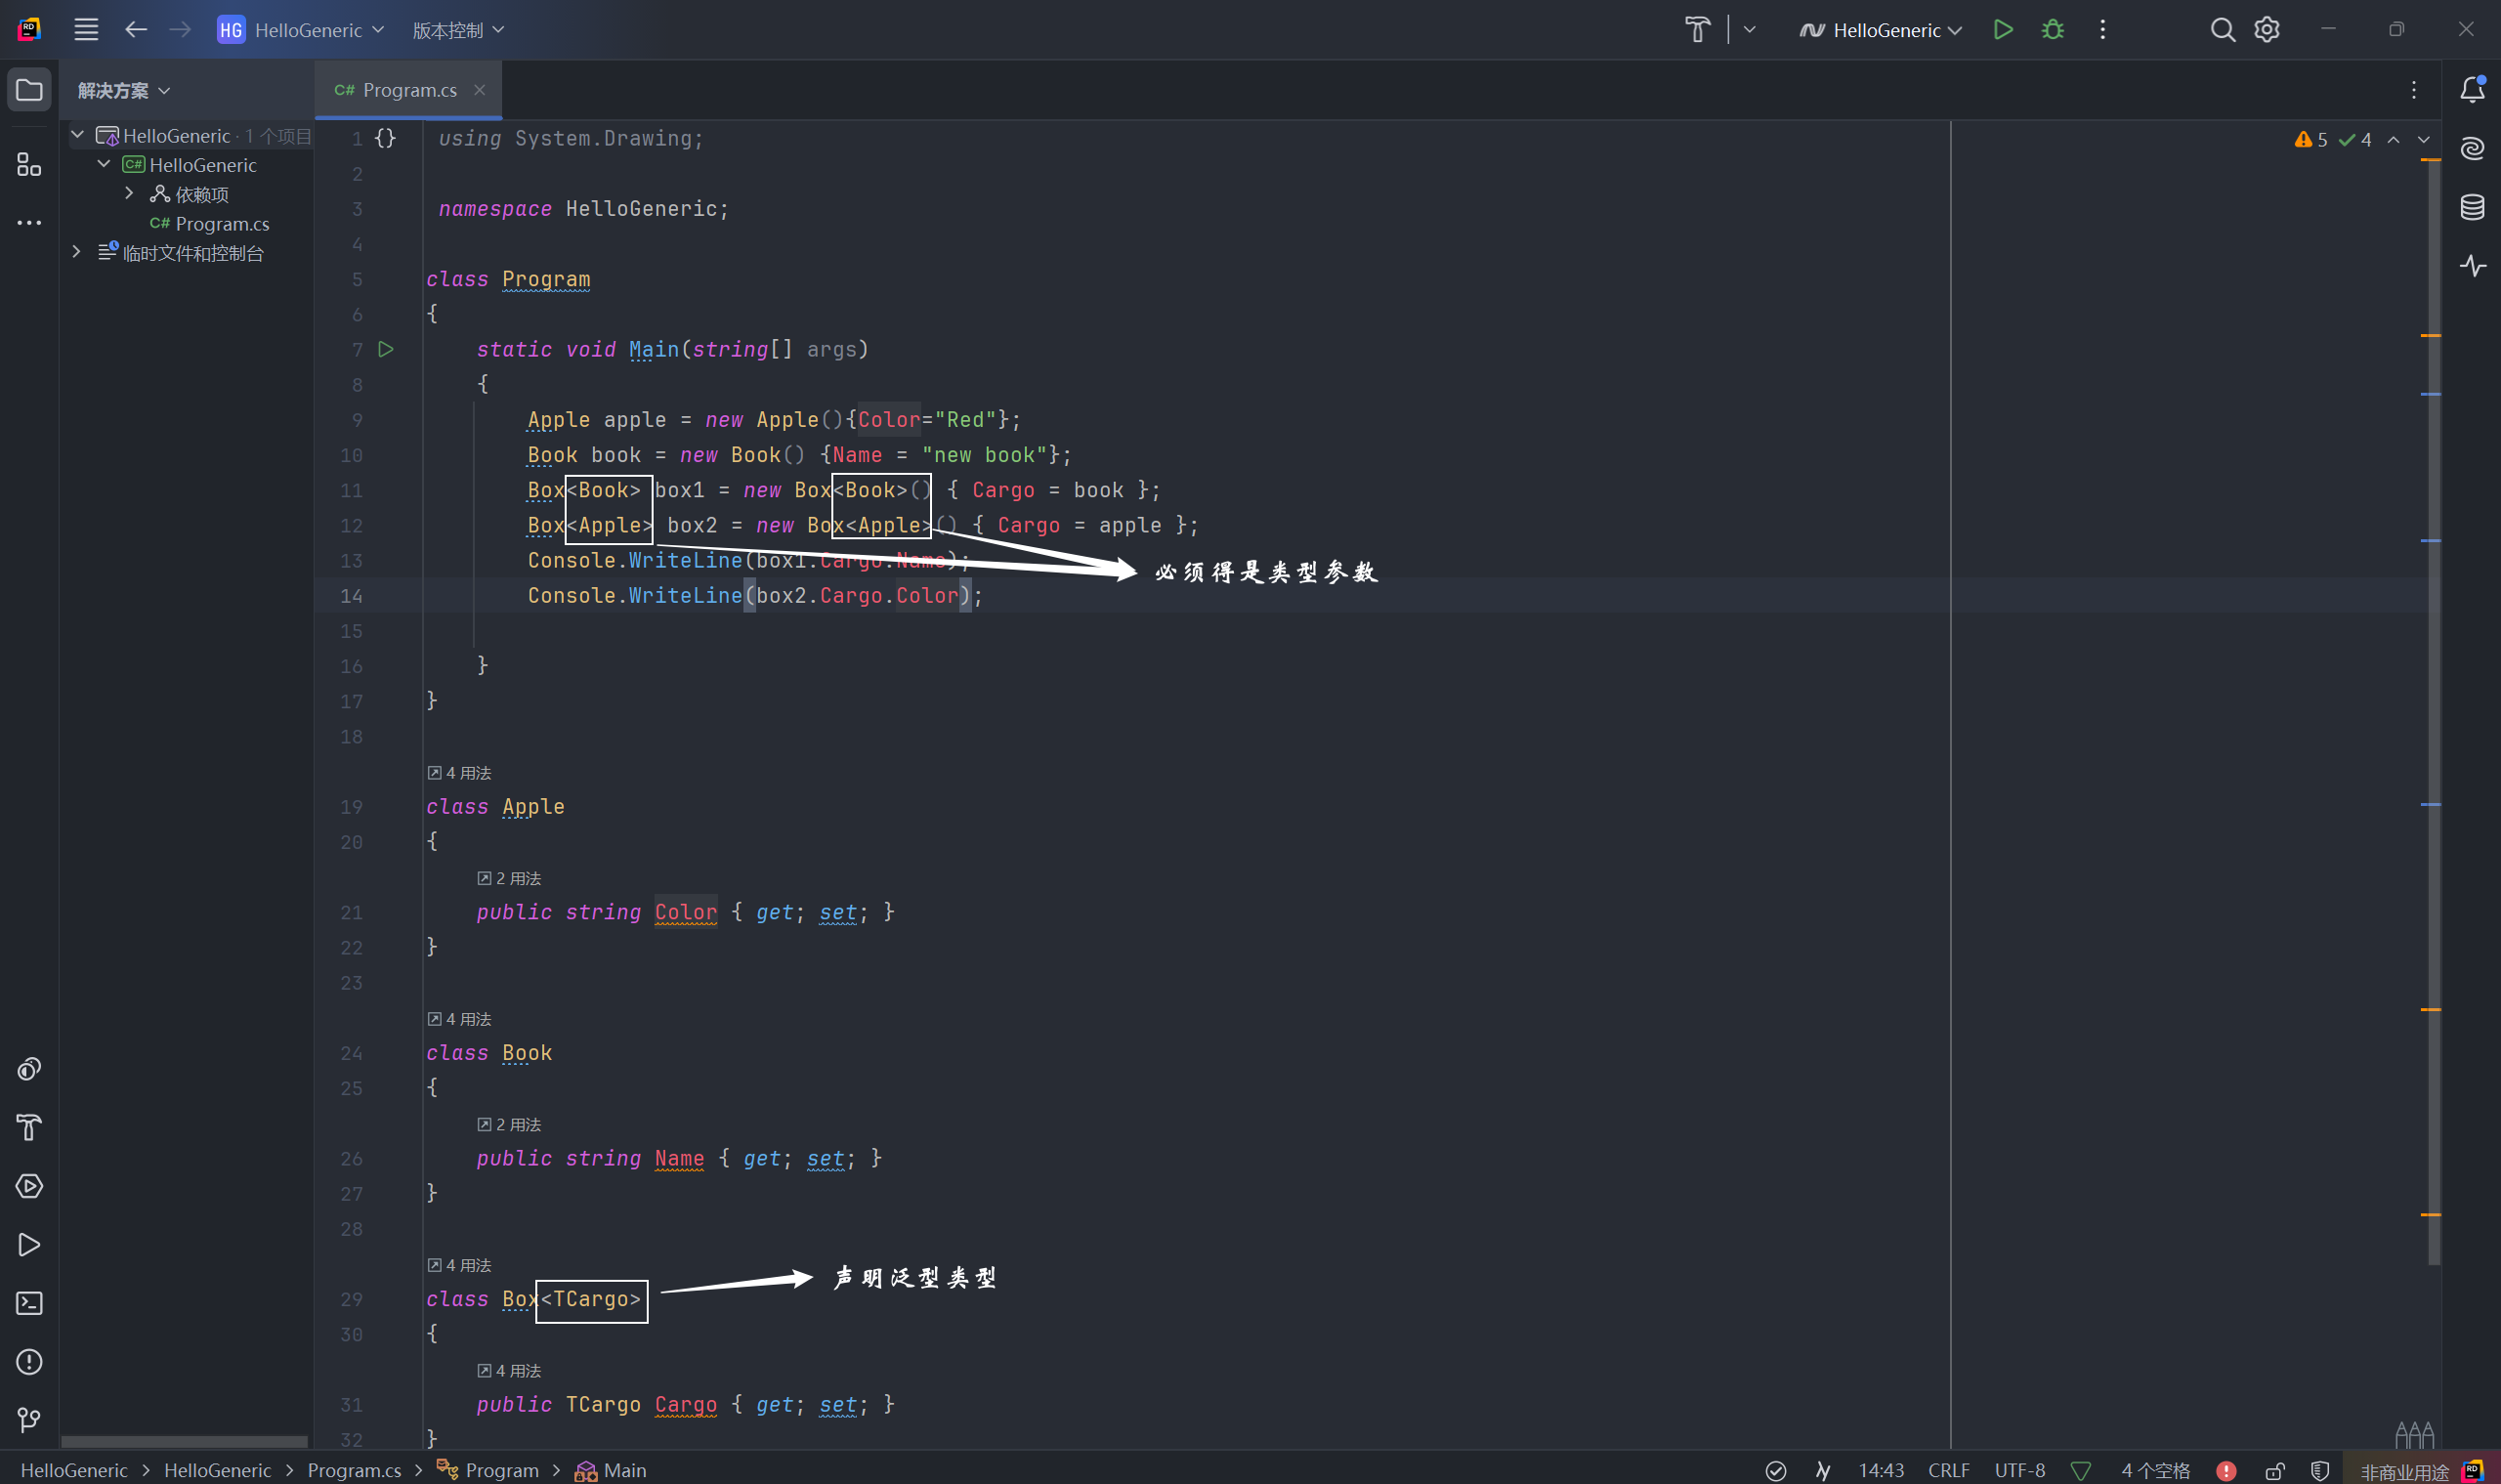 HG HelloGeneric 版本控制 HelloGeneric
解决方案
C# Program.cs
HelloGeneric · 1 个项目
C# HelloGeneric
依赖项
C# Program.cs
临时文件和控制台
5 4
1 {} using System.Drawing;
2
3 namespace HelloGeneric;
4
5 class Program
6 {
7 static void Main(string[] args)
8 {
9 Apple apple = new Apple(){Color="Red"};
10 Book book = new Book() {Name = "new book"};
11 Box<Book> box1 = new Box<Book>() { Cargo = book };
12 Box<Apple> box2 = new Box<Apple>() { Cargo = apple };
13 Console.WriteLine(box1.Cargo.Name);
必须得是类型参数
14 Console.WriteLine(box2.Cargo.Color);
15
16 }
17 }
18
4 用法
19 class Apple
20 {
2 用法
21 public string Color { get; set; }
22 }
23
4 用法
24 class Book
25 {
2 用法
26 public string Name { get; set; }
27 }
28
4 用法
声明泛型类型
29 class Box<TCargo>
30 {
4 用法
31 public TCargo Cargo { get; set; }
32 }
HelloGeneric > HelloGeneric > Program.cs > Program > Main
14:43 CRLF UTF-8 4 个空格 非商业用途